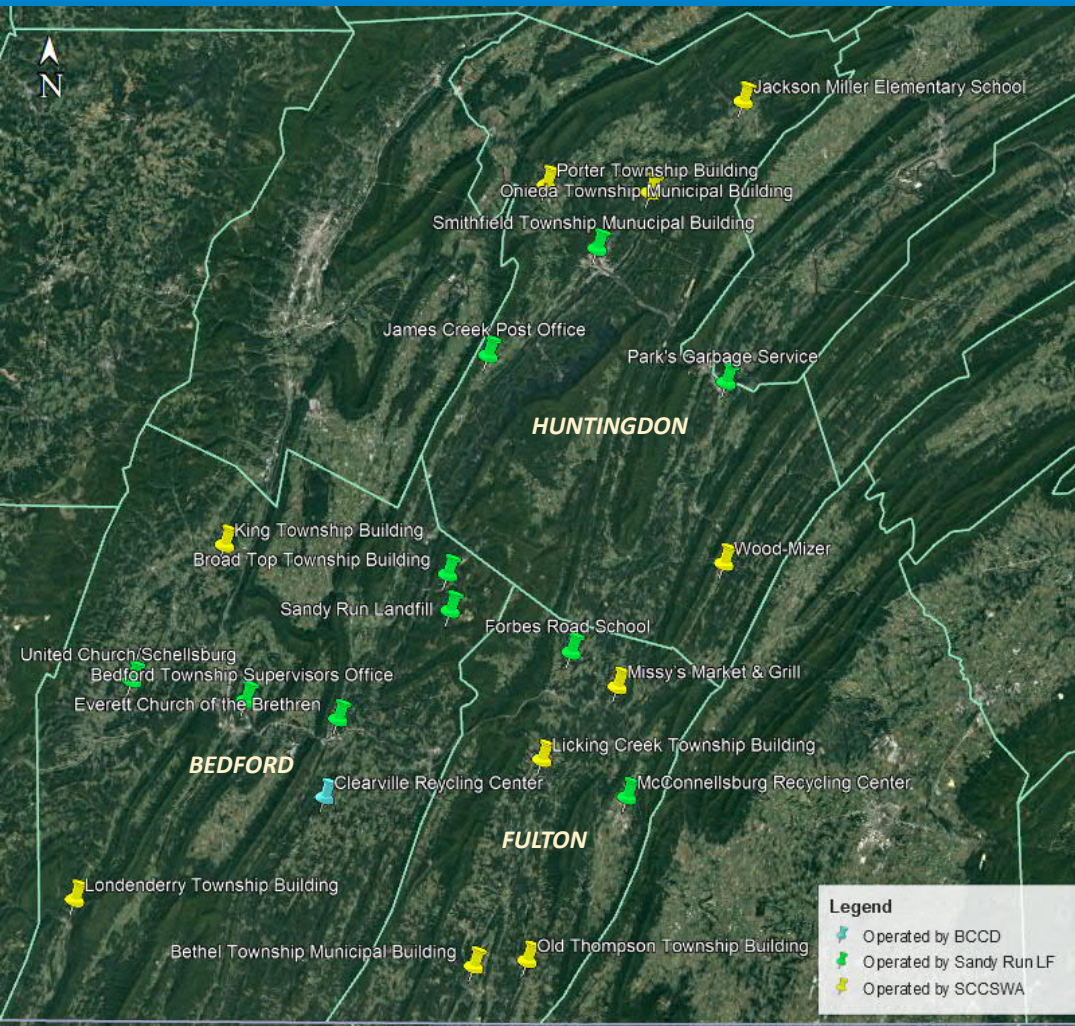 N
Jackson Miller Elementary School
Porter Township Building
Onieda Township Municipal Building
Smithfield Township Munucipal Building
James Creek Post Office
Park's Garbage Service
HUNTINGDON
King Township Building
Broad Top Township Building
Wood-Mizer
Sandy Run Landfill
Forbes Road School
United Church/Schellsburg
Missy's Market & Grill
Bedford Township Supervisors Office
Everett Church of the Brethren
Licking Creek Township Building
BEDFORD
Clearville Reycling Center
McConnellsburg Recycling Center
FULTON
Londenderry Township Building
Bethel Township Municipal Building
Old Thompson Township Building
Legend
Operated by BCCD
Operated by Sandy Run LF
Operated by SCCSWA